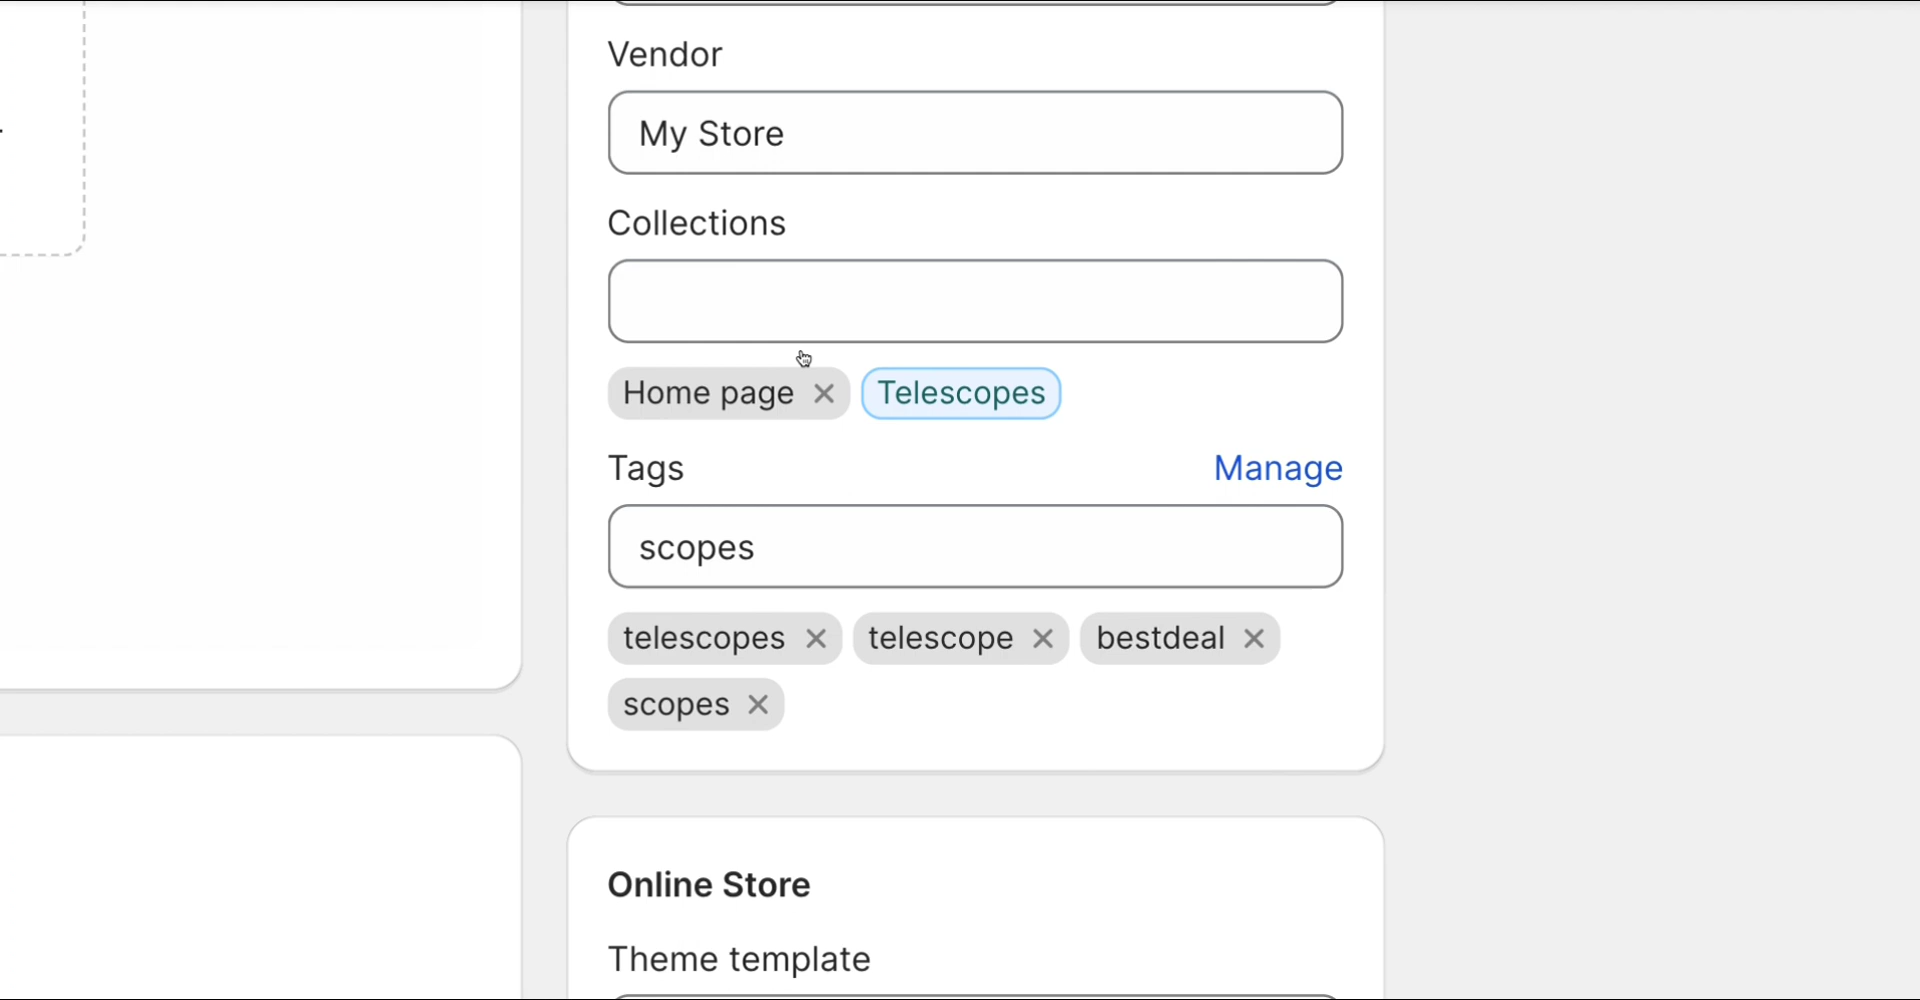 Vendor
My Store
Collections
Home page Telescopes
Tags Manage
scopes
telescopes telescope bestdeal
scopes
Online Store
Theme template